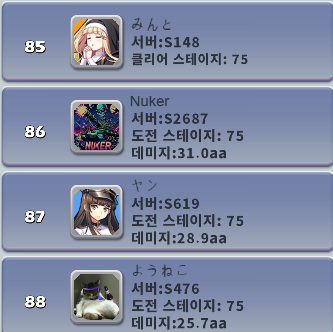 85
みんと
서버:S148
클리어 스테이지: 75
86
NUKER
Nuker
서버:S2687
도전 스테이지: 75
데미지:31.0aa
87
ヤン
서버:S619
도전 스테이지: 75
데미지:28.9aa
88
ようねこ
서버:S476
도전 스테이지: 75
데미지:25.7aa